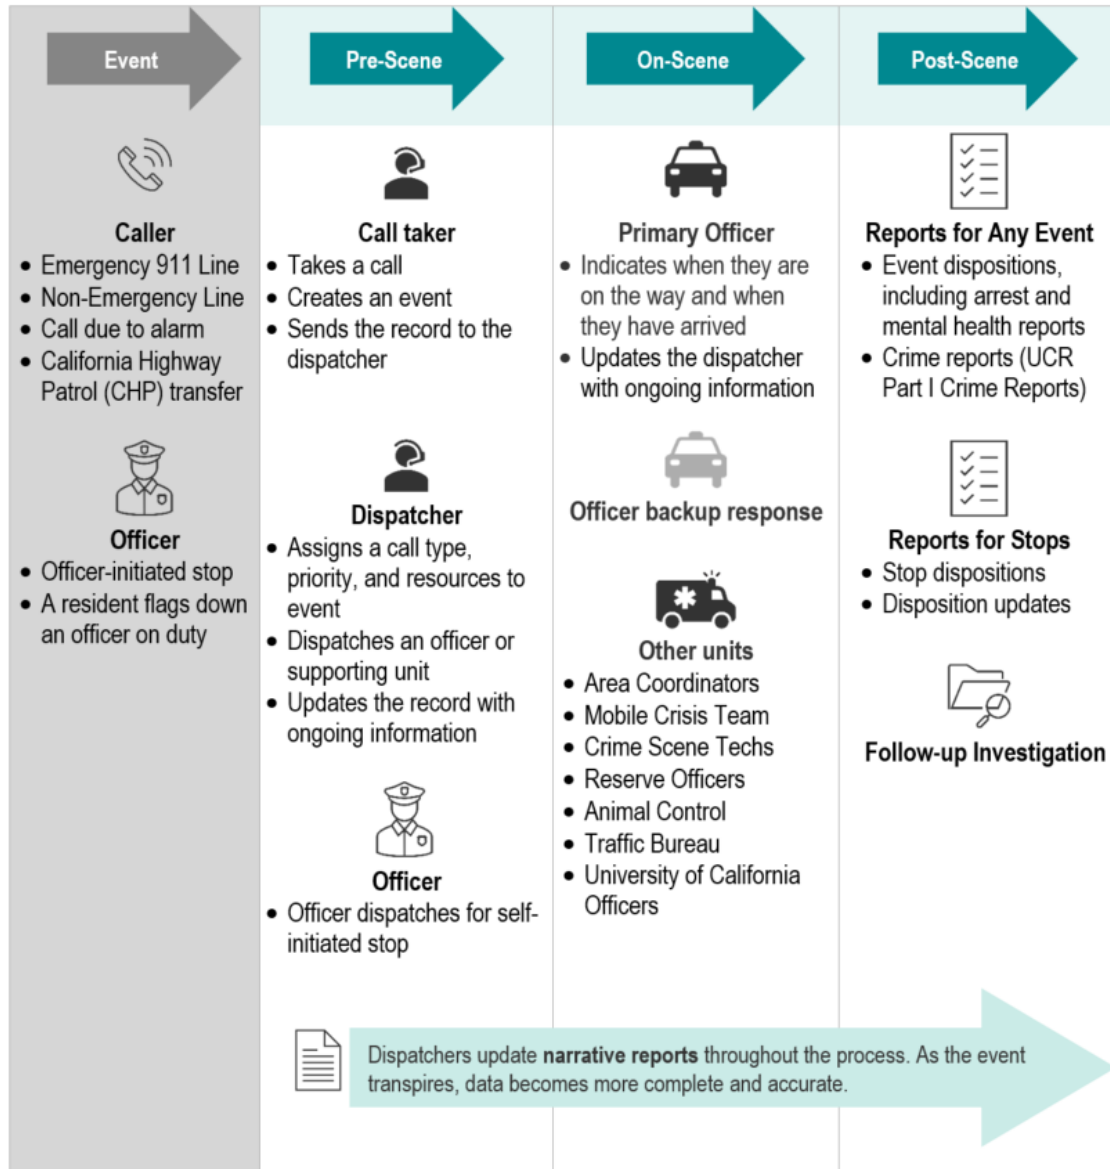 Event
Pre-Scene
On-Scene
Post-Scene
Caller
• Emergency 911 Line
• Non-Emergency Line
• Call due to alarm
• California Highway
Patrol (CHP) transfer
Officer
• Officer-initiated stop
• A resident flags down
an officer on duty
Call taker
• Takes a call
• Creates an event
• Sends the record to the
dispatcher
Dispatcher
• Assigns a call type,
priority, and resources to
event
• Dispatches an officer or
supporting unit
• Updates the record with
ongoing information
Officer
• Officer dispatches for self-
initiated stop
Primary Officer
• Indicates when they are
on the way and when
they have arrived
• Updates the dispatcher
with ongoing information
Officer backup response
Other units
• Area Coordinators
• Mobile Crisis Team
• Crime Scene Techs
• Reserve Officers
• Animal Control
• Traffic Bureau
• University of California
Officers
Reports for Any Event
• Event dispositions,
including arrest and
mental health reports
• Crime reports (UCR
Part I Crime Reports)
Reports for Stops
• Stop dispositions
• Disposition updates
Follow-up Investigation
Dispatchers update narrative reports throughout the process. As the event
transpires, data becomes more complete and accurate.